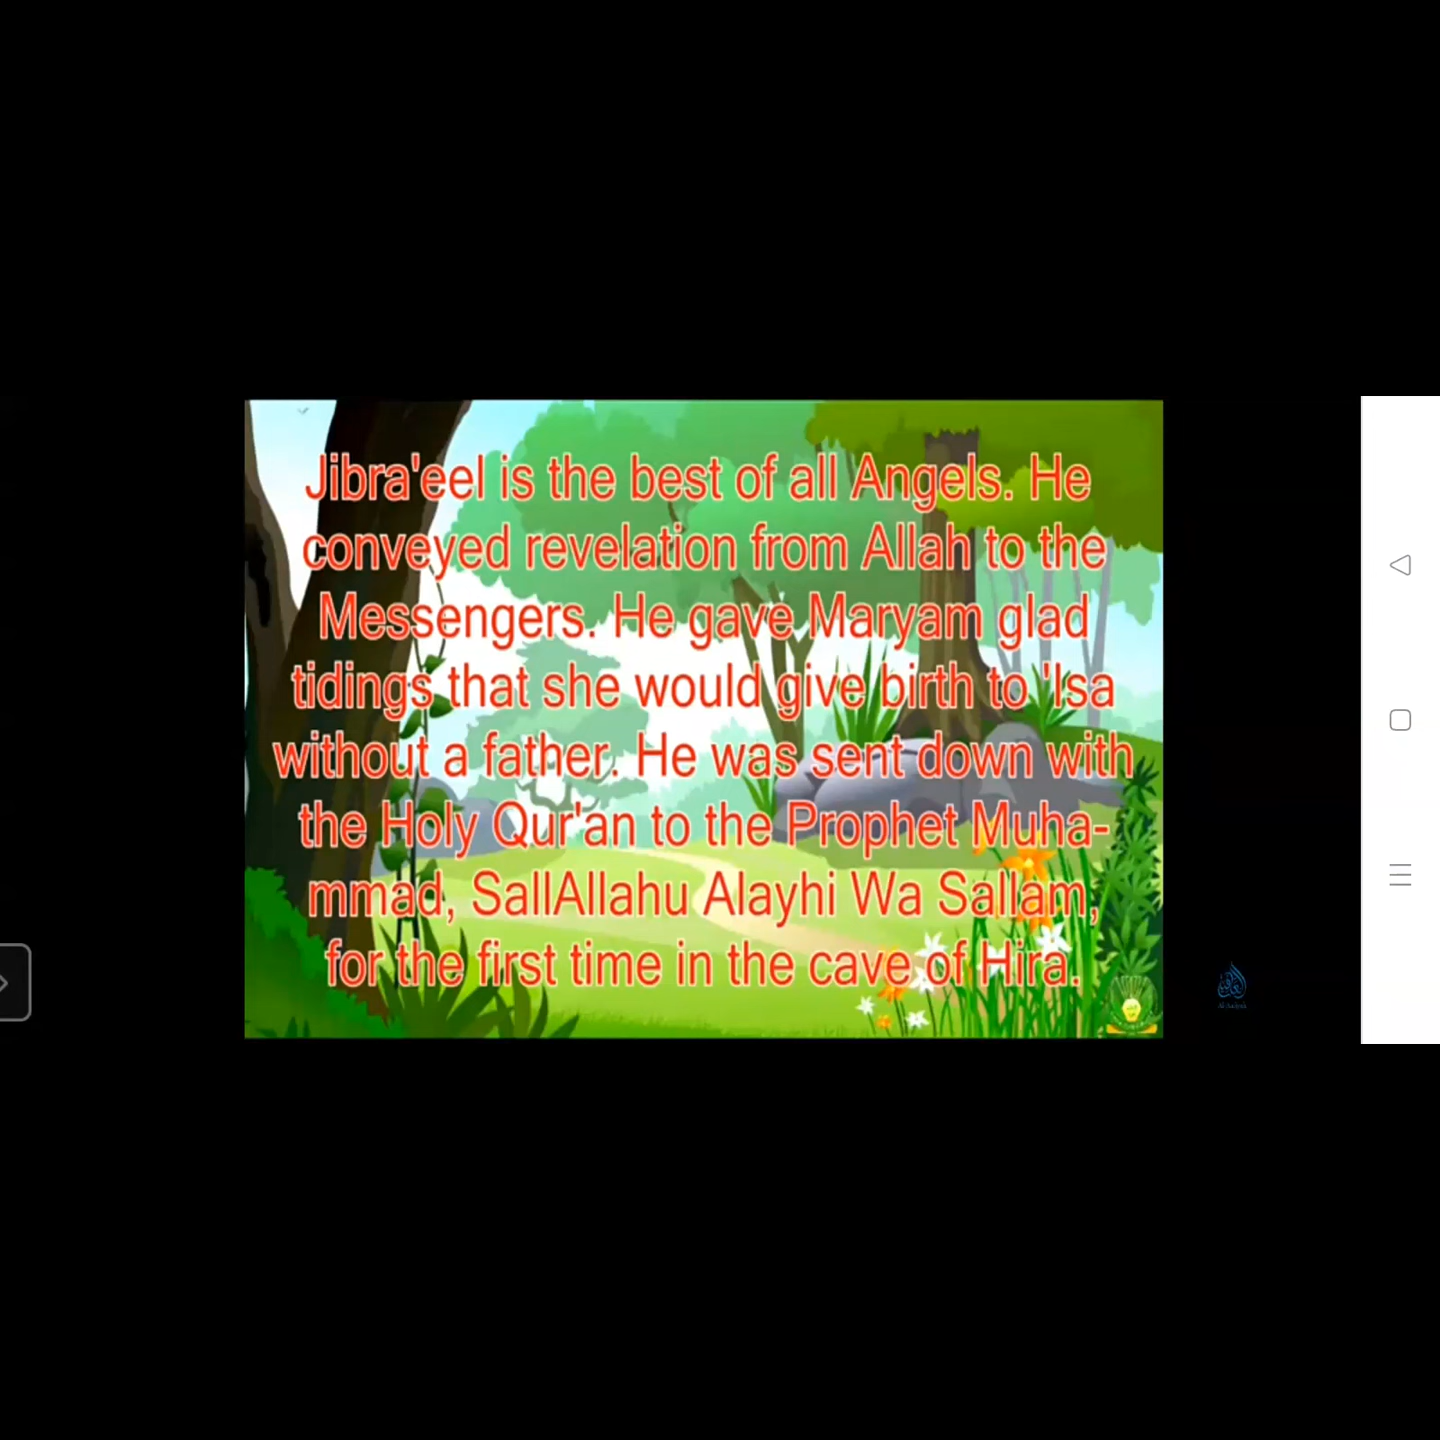 Jibra'eel is the best of all Angels. He
conveyed revelation from Allah to the
Messengers. He gave Maryam glad
tidings that she would give birth to 'Isa
without a father. He was sent down with
the Holy Qur'an to the Prophet Muha-
mmad, SallAllahu Alayhi Wa Sallam,
for the first time in the cave of Hira.